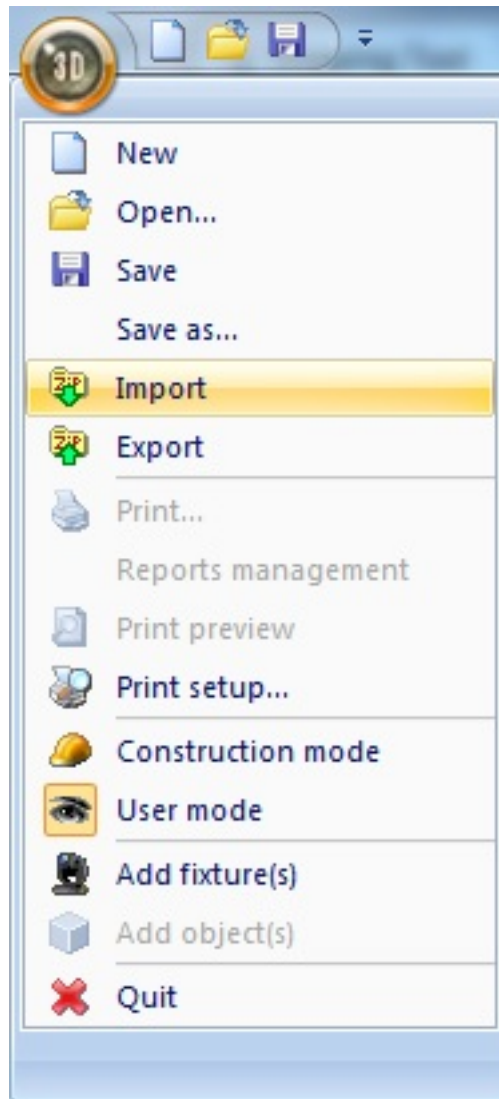 3D
New
Open...
Save
Save as...
Import
Export
Print...
Reports management
Print preview
Print setup...
Construction mode
User mode
Add fixture(s)
Add object(s)
Quit